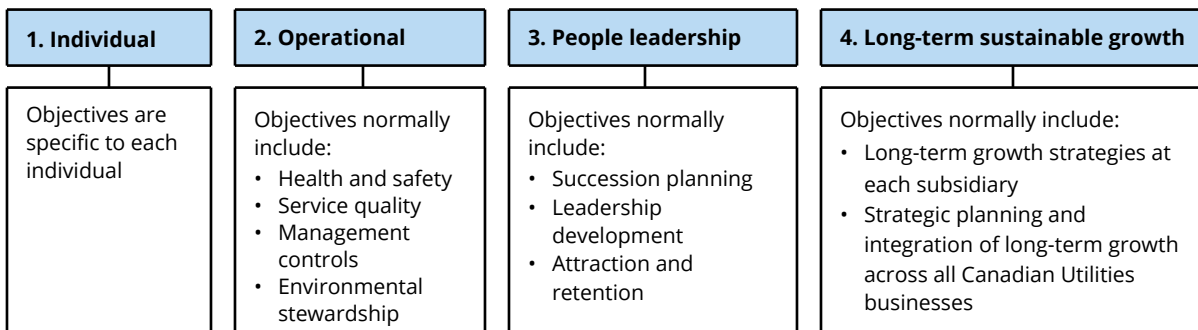 1. Individual
Objectives are
specific to each
individual
2. Operational
Objectives normally
include:
• Health and safety
• Service quality
• Management
controls
• Environmental
stewardship
3. People leadership
Objectives normally
include:
• Succession planning
• Leadership
development
• Attraction and
retention
4. Long-term sustainable growth
Objectives normally include:
• Long-term growth strategies at
each subsidiary
• Strategic planning and
integration of long-term growth
across all Canadian Utilities
businesses